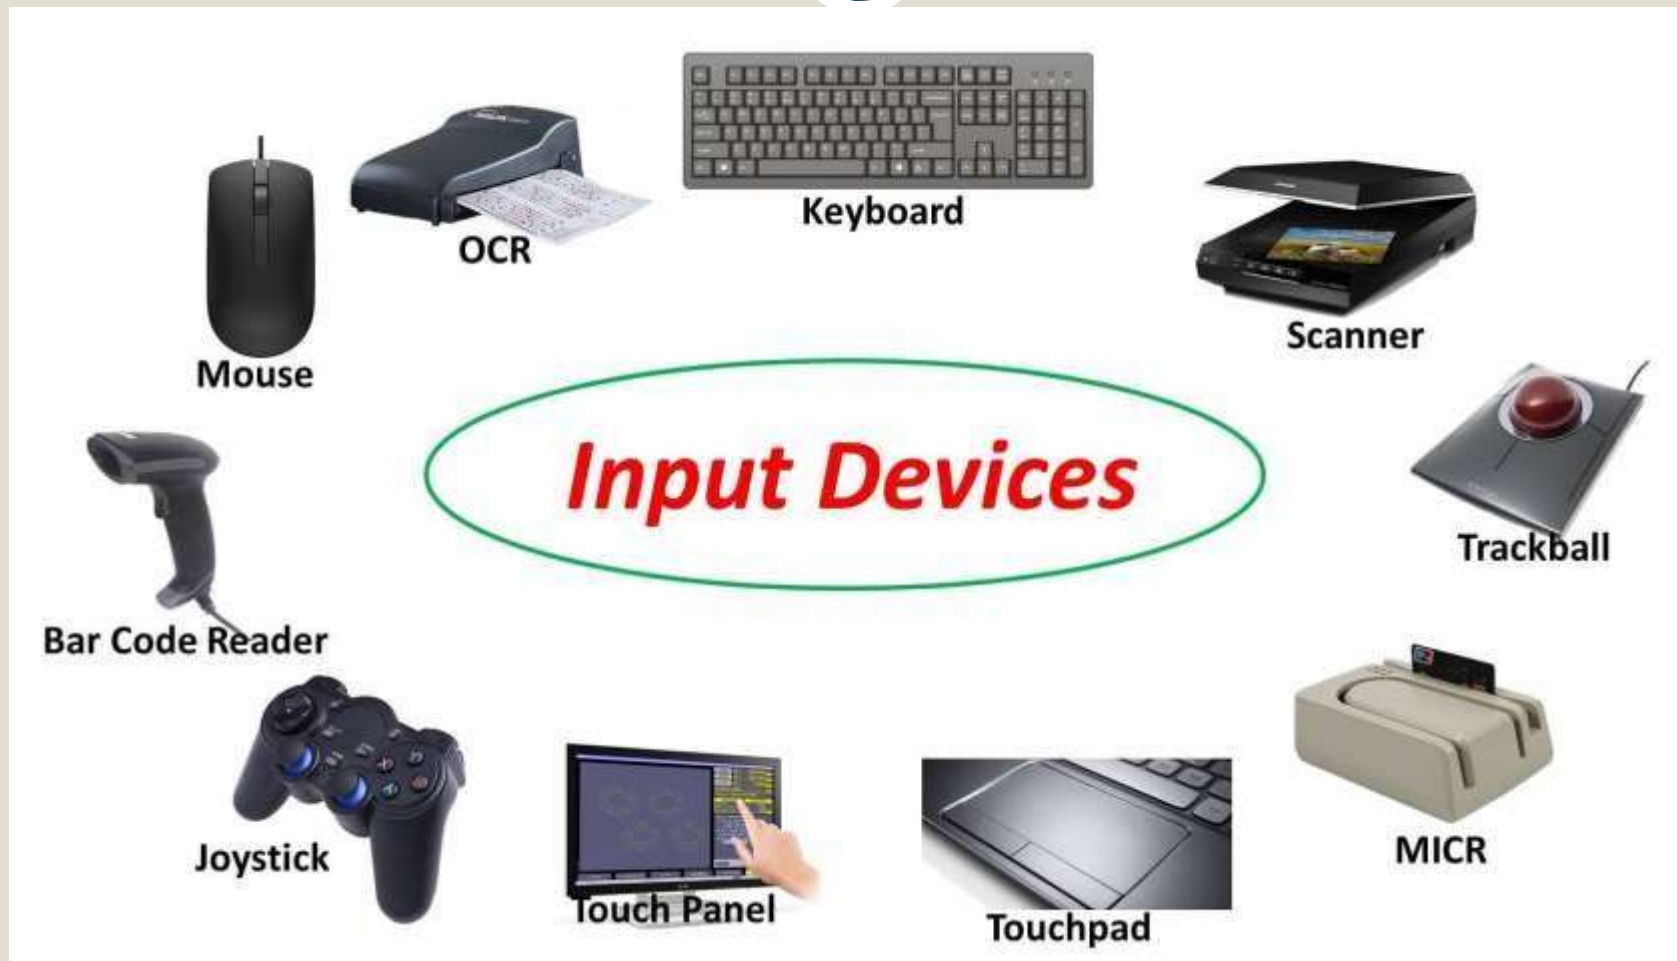 Keyboard
OCR
Scanner
Mouse
Input Devices
Trackball
Bar Code Reader
MICR
Joystick
Touch Panel
Touchpad